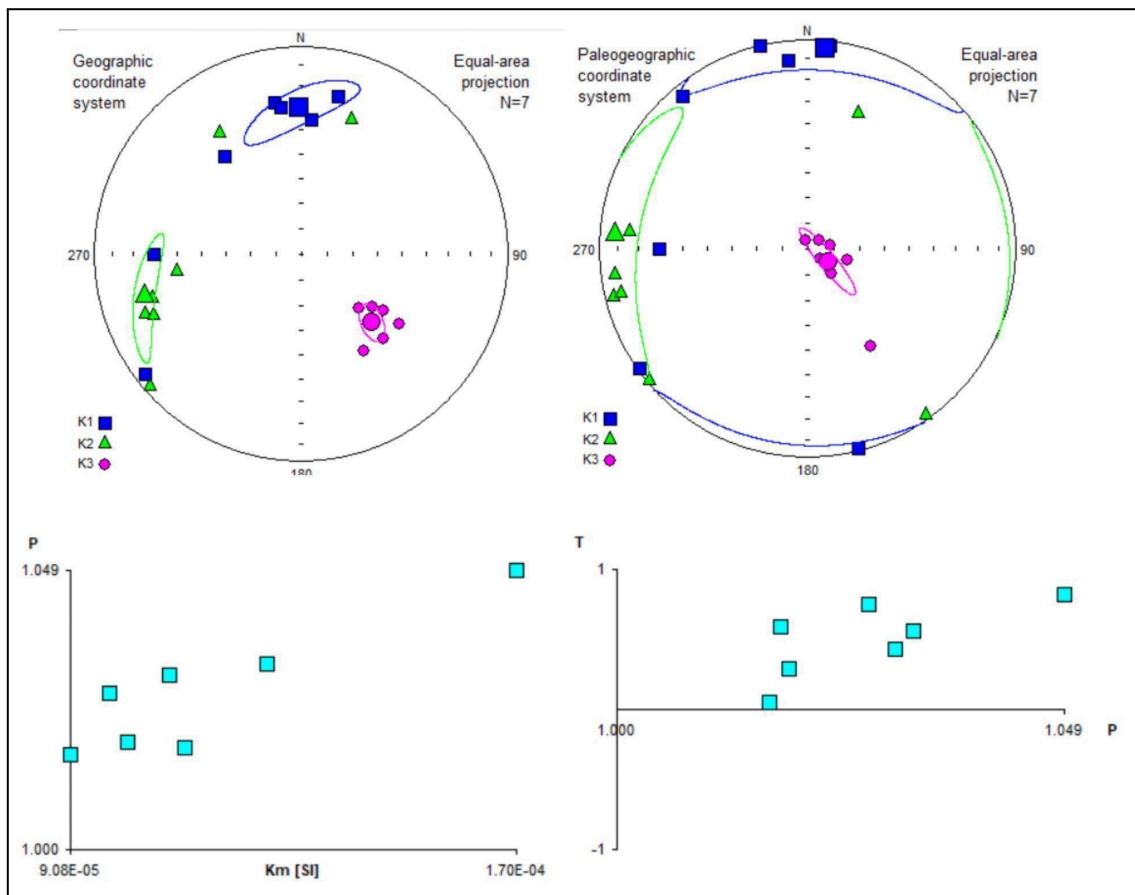 Geographic
coordinate
system
N
Equal-area
projection
N=7
270
90
180
K1
K2
K3
Paleogeographic
coordinate
system
N
Equal-area
projection
N=7
270
90
180
K1
K2
K3
P
1.049
1.000
9.08E-05
Km [SI]
1.70E-04
T
1
1.000
1.049
P
-1